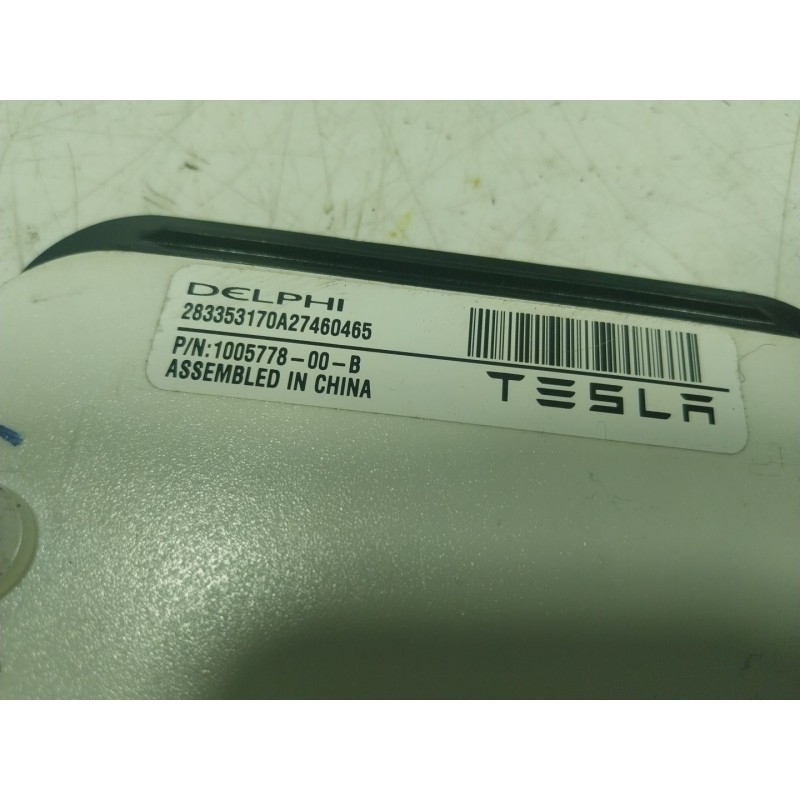 DELPHI
283353170A27460465
P/N:1005778-00-B
ASSEMBLED IN CHINA
TESLA